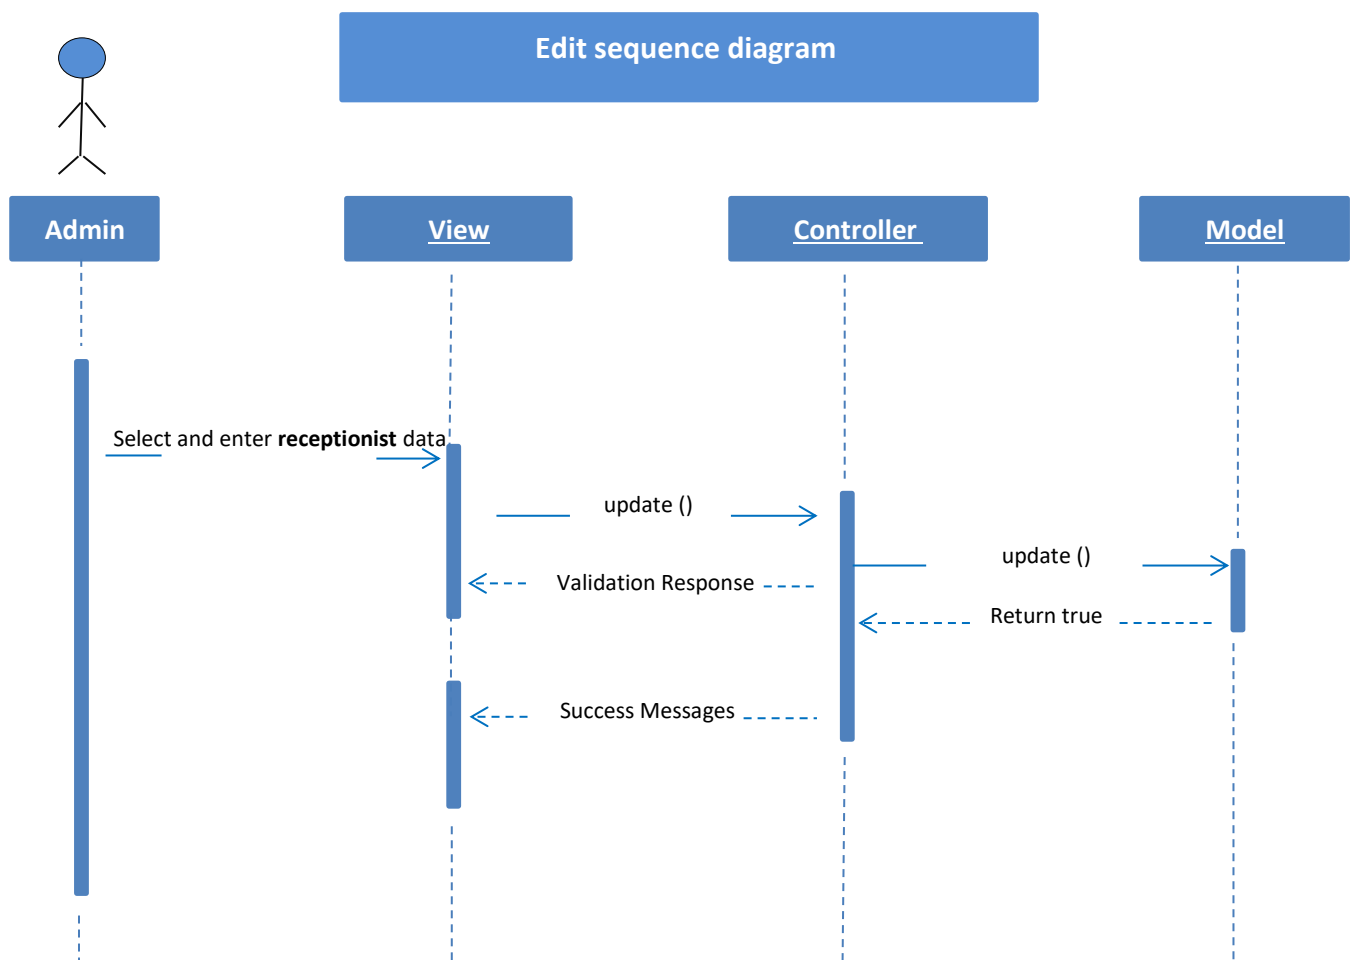 Edit sequence diagram
Admin
View
Controller
Model
Select and enter receptionist data
update ()
update ()
Validation Response
Return true
Success Messages